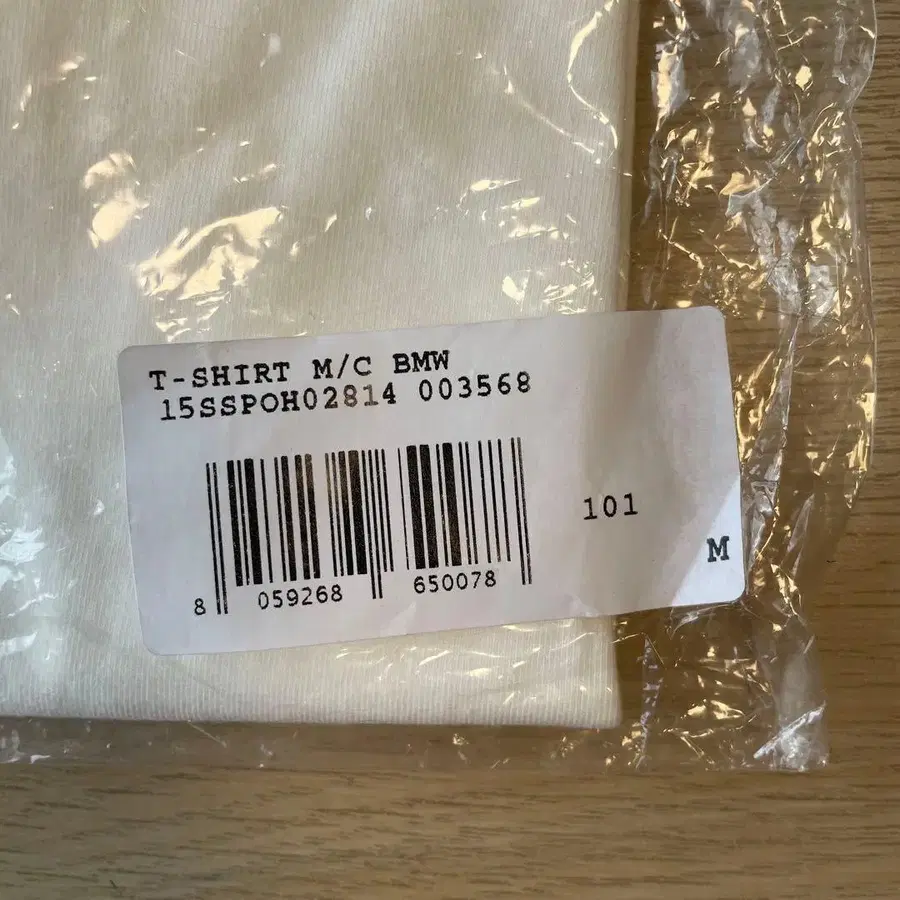 T-SHIRT M/C BMW
15SSPOH02814 003568
101
M
8 059268 650078